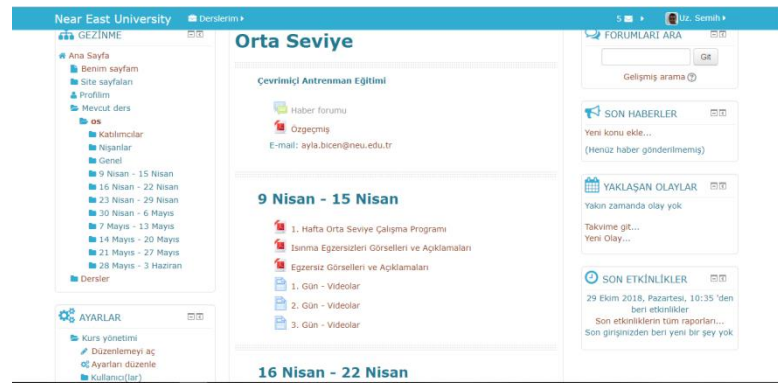 Near East University
Derslerim
5
Uz. Semih
GEZİNME
Ana Sayfa
Benim sayfam
Site sayfaları
Profilim
Mevcut ders
os
Katılımcılar
Nişanlar
Genel
9 Nisan - 15 Nisan
16 Nisan - 22 Nisan
23 Nisan - 29 Nisan
30 Nisan - 6 Mayıs
7 Mayıs - 13 Mayıs
14 Mayıs - 20 Mayıs
21 Mayıs - 27 Mayıs
28 Mayıs - 3 Haziran
Dersler
AYARLAR
Kurs yönetimi
Düzenlemeyi aç
Ayarları düzenle
Kullanıcı(lar)
Orta Seviye
Çevrimiçi Antrenman Eğitimi
Haber forumu
Özgeçmiş
E-mail: ayla.bicen@neu.edu.tr
9 Nisan - 15 Nisan
1. Hafta Orta Seviye Çalışma Programı
Isınma Egzersizleri Görselleri ve Açıklamaları
Egzersiz Görselleri ve Açıklamaları
1. Gün - Videolar
2. Gün - Videolar
3. Gün - Videolar
16 Nisan - 22 Nisan
FORUMLARI ARA
Git
Gelişmiş arama
SON HABERLER
Yeni konu ekle...
(Henüz haber gönderilmemiş)
YAKLAŞAN OLAYLAR
Yakın zamanda olay yok
Takvime git...
Yeni Olay...
SON ETKİNLİKLER
29 Ekim 2018, Pazartesi, 10:35 'den
beri etkinlikler
Son etkinliklerin tüm raporları...
Son girişinizden beri yeni bir şey yok